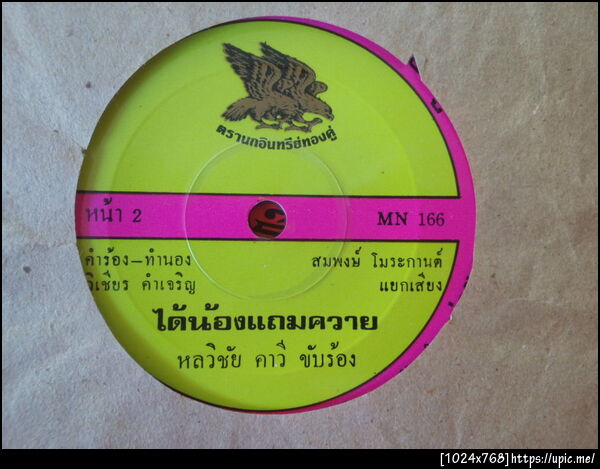 ตรานกอินทรีย์ทองคู่
หน้า 2
MN 166
คำร้อง-ทำนอง
วิเชียร คำเจริญ
สมพงษ์ โมระกานต์
แยกเสียง
ได้น้องแถมควาย
หลวิชัย คาวี ขับร้อง
[1024x768]https://upic.me/